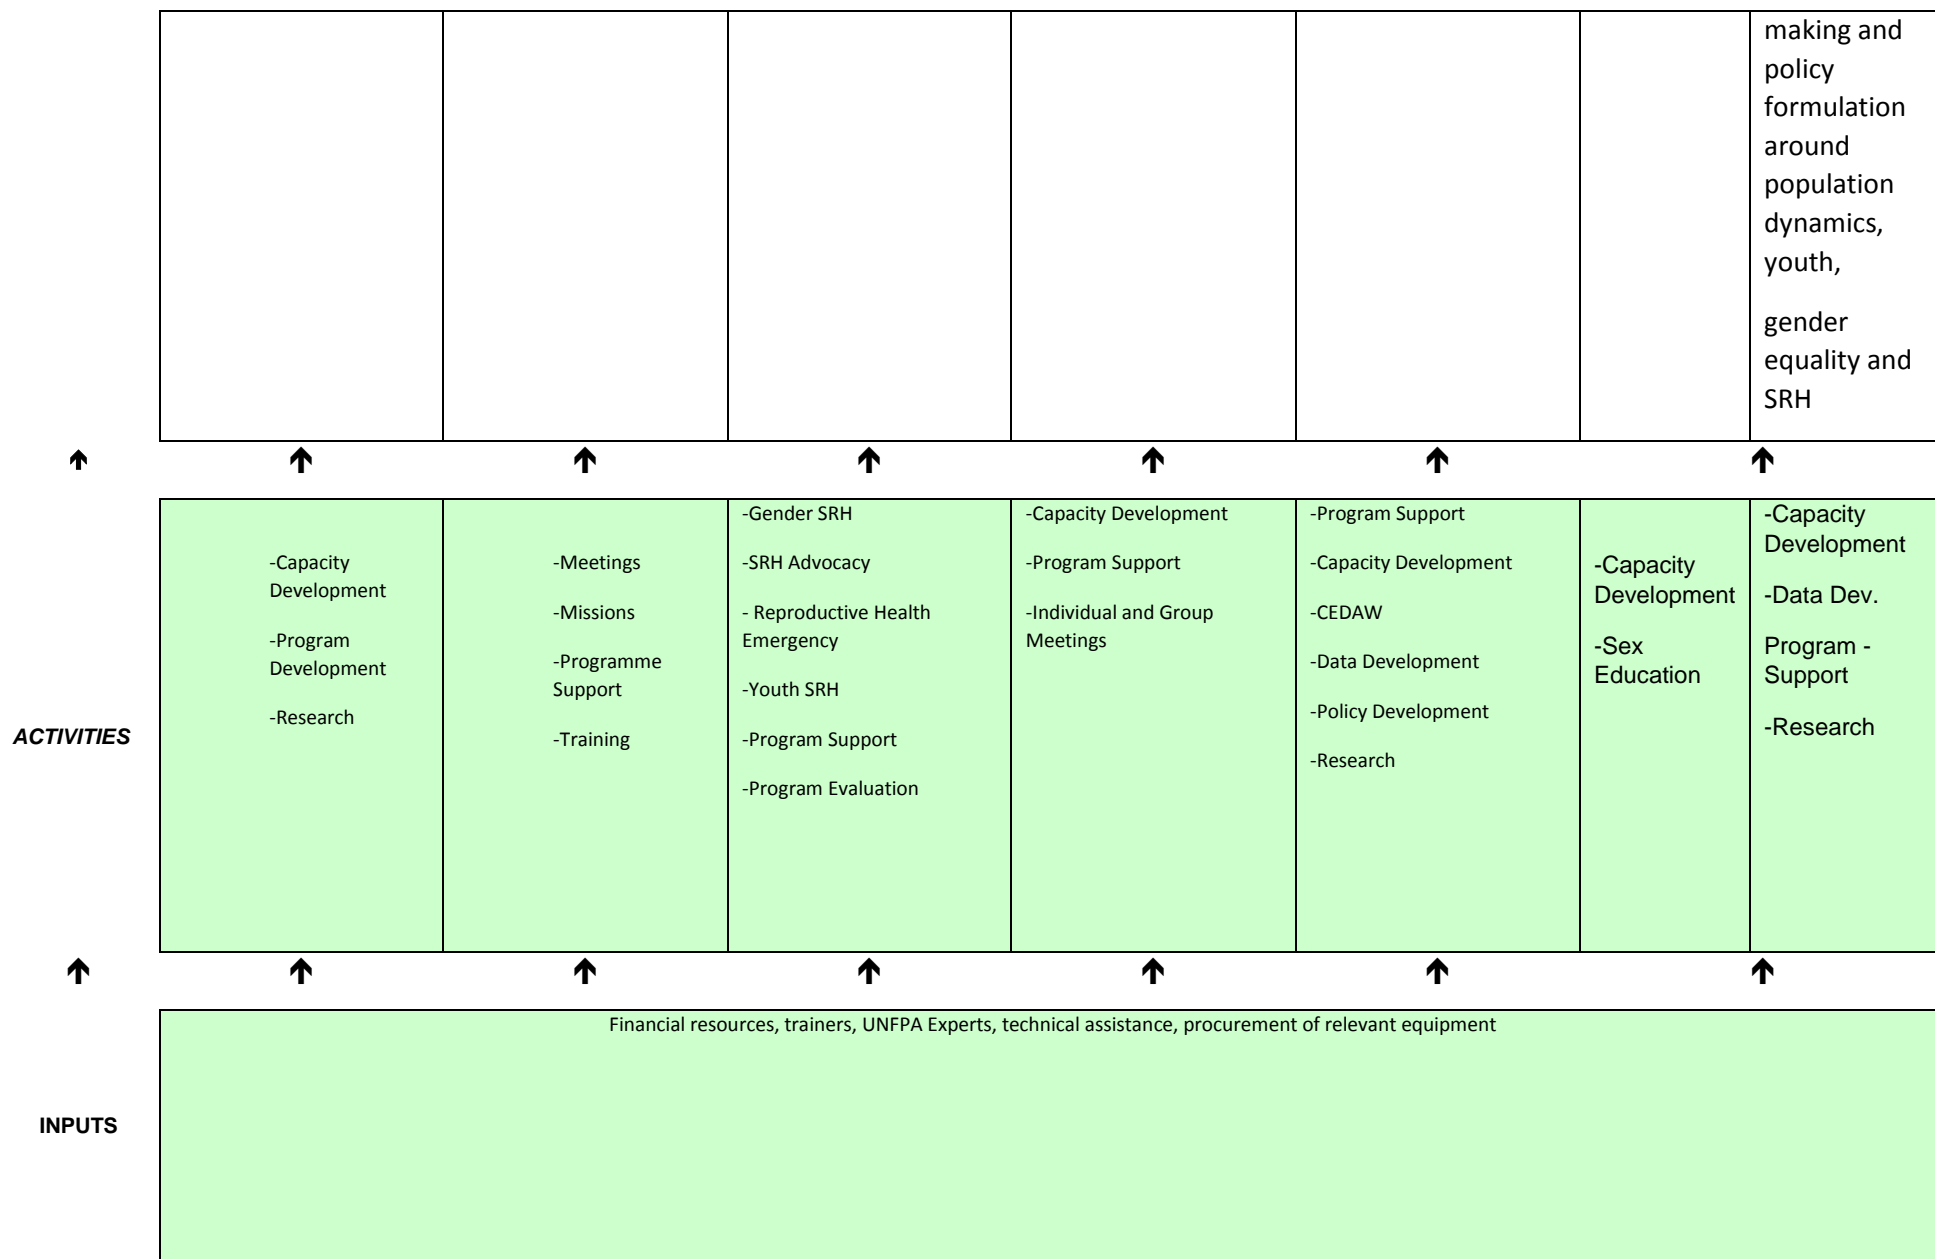 making and
policy
formulation
around
population
dynamics,
youth,
gender
equality and
SRH
ACTIVITIES
-Capacity
Development
-Program
Development
-Research
-Meetings
-Missions
-Programme
Support
-Training
-Gender SRH
-SRH Advocacy
- Reproductive Health
Emergency
-Youth SRH
-Program Support
-Program Evaluation
-Capacity Development
-Program Support
-Individual and Group
Meetings
-Program Support
-Capacity Development
-CEDAW
-Data Development
-Policy Development
-Research
-Capacity
Development
-Sex
Education
-Capacity
Development
-Data Dev.
Program -
Support
-Research
INPUTS
Financial resources, trainers, UNFPA Experts, technical assistance, procurement of relevant equipment